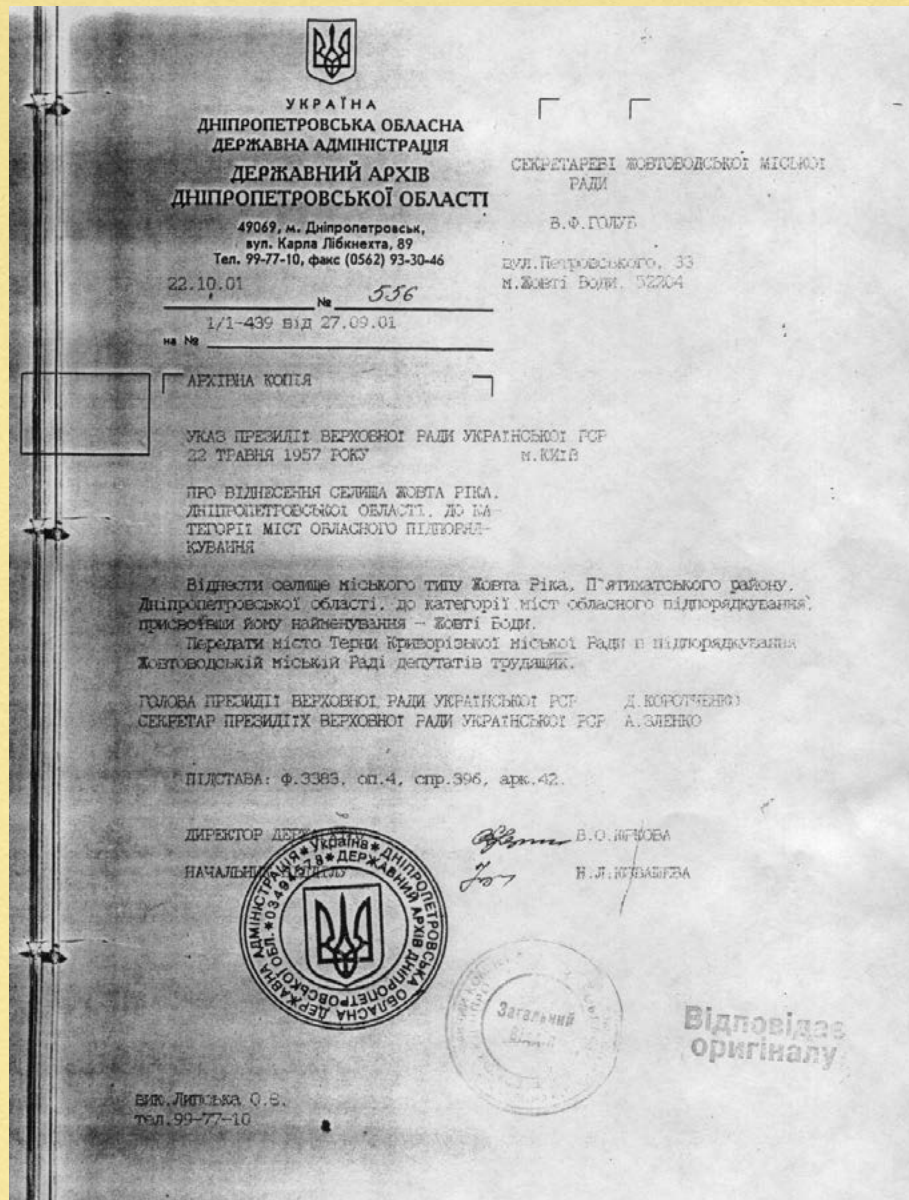 УКРАЇНА
ДНІПРОПЕТРОВСЬКА ОБЛАСНА
ДЕРЖАВНА АДМІНІСТРАЦІЯ
ДЕРЖАВНИЙ АРХІВ
ДНІПРОПЕТРОВСЬКОЇ ОБЛАСТІ
49069, м. Дніпропетровськ,
вул. Карла Лібкнехта, 89
Тел. 99-77-10, факс (0562) 93-30-46
22.10.01 № 556
1/1-439 від 27.09.01
на №
СЕКРЕТАРЕВІ ЖОВТОВОДСЬКОЇ МІСЬКОЇ
РАДИ
В.Ф.ГОЛУБ
вул.Петровського, 33
м.Жовті Води, 52204
АРХІВНА КОПІЯ
УКАЗ ПРЕЗИДІЇ ВЕРХОВНОЇ РАДИ УКРАЇНСЬКОЇ РСР
22 ТРАВНЯ 1957 РОКУ м.КИЇВ
ПРО ВІДНЕСЕННЯ СЕЛИЩА ЖОВТА РІКА,
ДНІПРОПЕТРОВСЬКОЇ ОБЛАСТІ, ДО КА-
ТЕГОРІЇ МІСТ ОБЛАСНОГО ПІДПОРЯД-
КУВАННЯ
Віднести селище міського типу Жовта Ріка, П`ятихатського району,
Дніпропетровської області, до категорії міст обласного підпорядкування,
присвоївши йому найменування - Жовті Води.
Передати місто Терни Криворізької міської Ради в підпорядкування
Жовтоводській міській Раді депутатів трудящих.
ГОЛОВА ПРЕЗИДІЇ ВЕРХОВНОЇ РАДИ УКРАЇНСЬКОЇ РСР Д.КОРОТЧЕНКО
СЕКРЕТАР ПРЕЗИДІЇХ ВЕРХОВНОЇ РАДИ УКРАЇНСЬКОЇ РСР А.ЗЛЕНКО
ПІДСТАВА: Ф.3383, оп.4, спр.396, арк.42.
ДИРЕКТОР В.О.
НАЧАЛЬНИК ВІДДІЛУ Н.Л.
Україна * ДНІПРОПЕТРОВСЬКА ОБЛАСНА ДЕРЖАВНА АДМІНІСТРАЦІЯ
ДЕРЖАВНИЙ АРХІВ ДНІПРОПЕТРОВСЬКОЇ ОБЛ.
Загальний
Відповідає
оригіналу
вик.Липська О.В.
тел.99-77-10